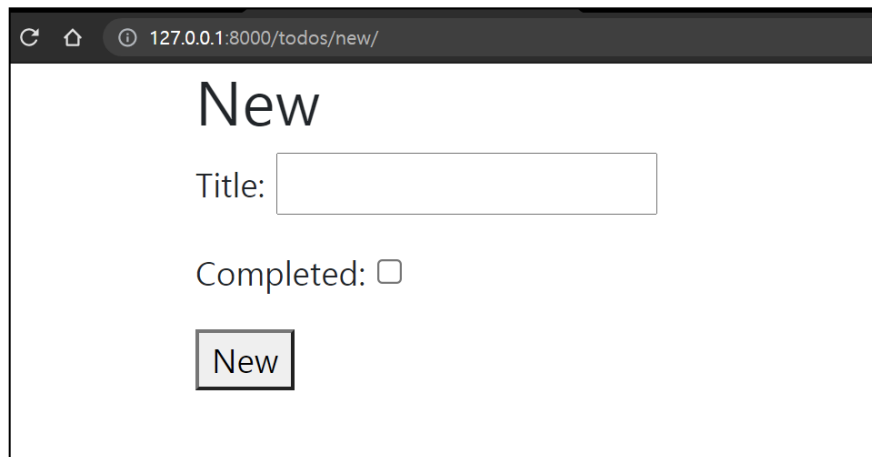 127.0.0.1:8000/todos/new/
New
Title:
Completed:
New